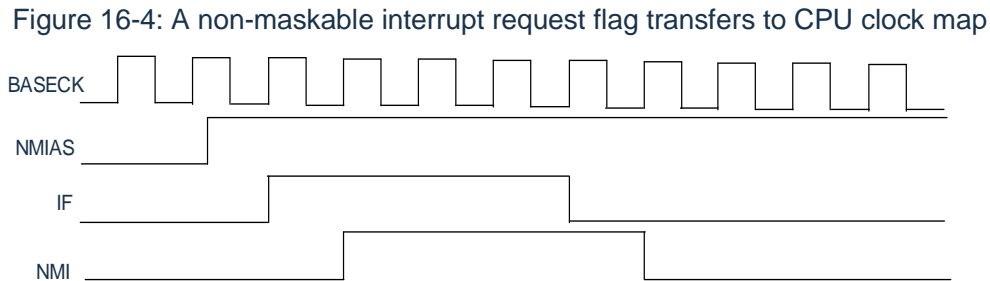 Figure 16-4: A non-maskable interrupt request flag transfers to CPU clock map
BASECK
NMIAS
IF
NMI